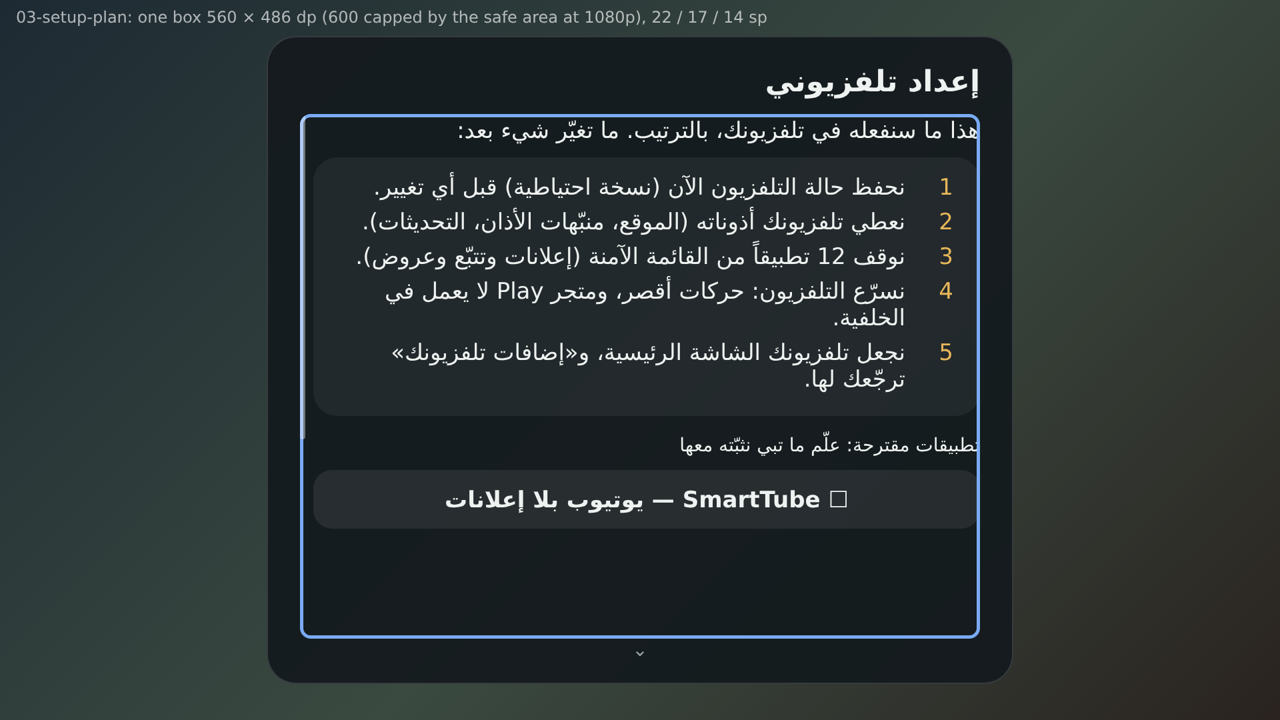 03-setup-plan: one box 560 × 486 dp (600 capped by the safe area at 1080p), 22 / 17 / 14 sp
إعداد تلفزيوني
هذا ما سنفعله في تلفزيونك، بالترتيب. ما تغيّر شيء بعد:
1 نحفظ حالة التلفزيون الآن (نسخة احتياطية) قبل أي تغيير.
2 نعطي تلفزيونك أذوناته (الموقع، منبّهات الأذان، التحديثات).
3 نوقف 12 تطبيقاً من القائمة الآمنة (إعلانات وتتبّع وعروض).
4 نسرّع التلفزيون: حركات أقصر، ومتجر Play لا يعمل في
الخلفية.
5 نجعل تلفزيونك الشاشة الرئيسية، و«إضافات تلفزيونك»
ترجّعك لها.
تطبيقات مقترحة: علّم ما تبي نثبّته معها
☐ SmartTube — يوتيوب بلا إعلانات